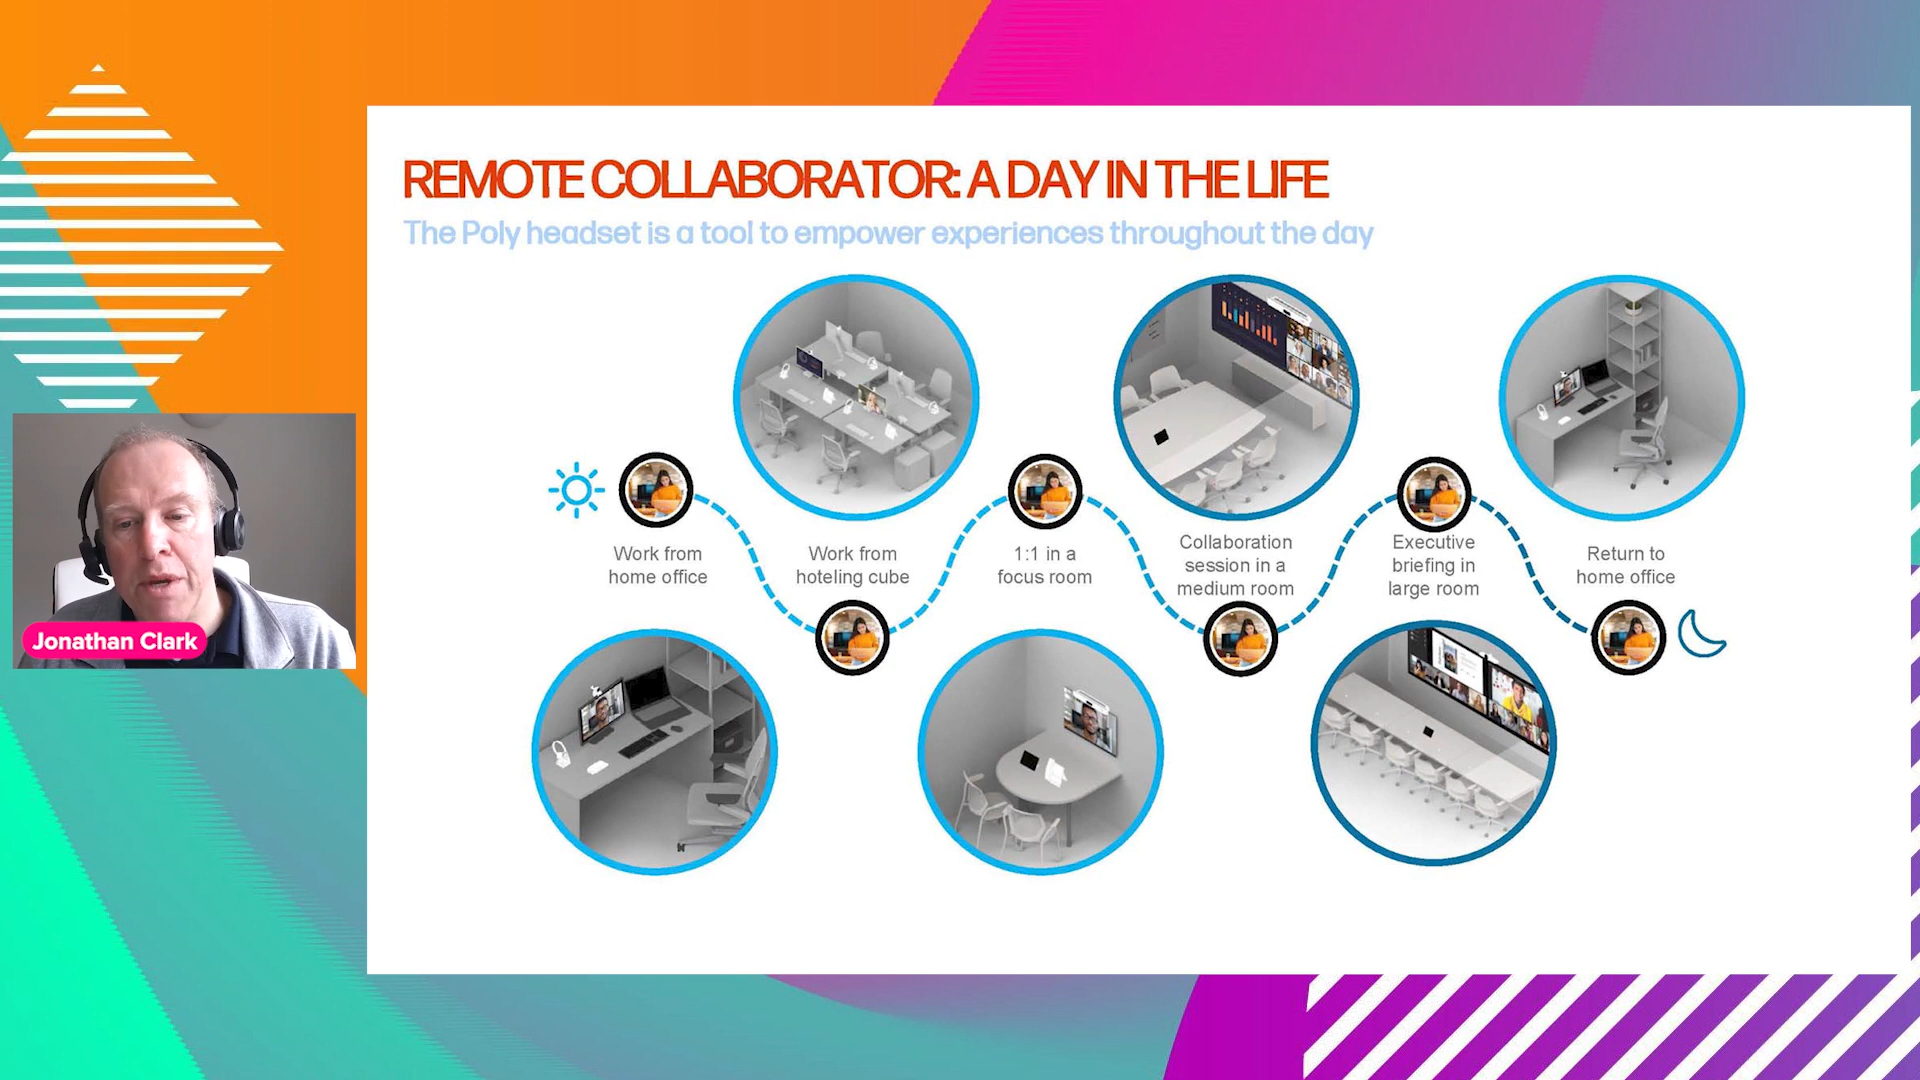 REMOTE COLLABORATOR: A DAY IN THE LIFE
The Poly headset is a tool to empower experiences throughout the day
Work from
home office
Work from
hoteling cube
1:1 in a
focus room
Collaboration
session in a
medium room
Executive
briefing in
large room
Return to
home office
Jonathan Clark